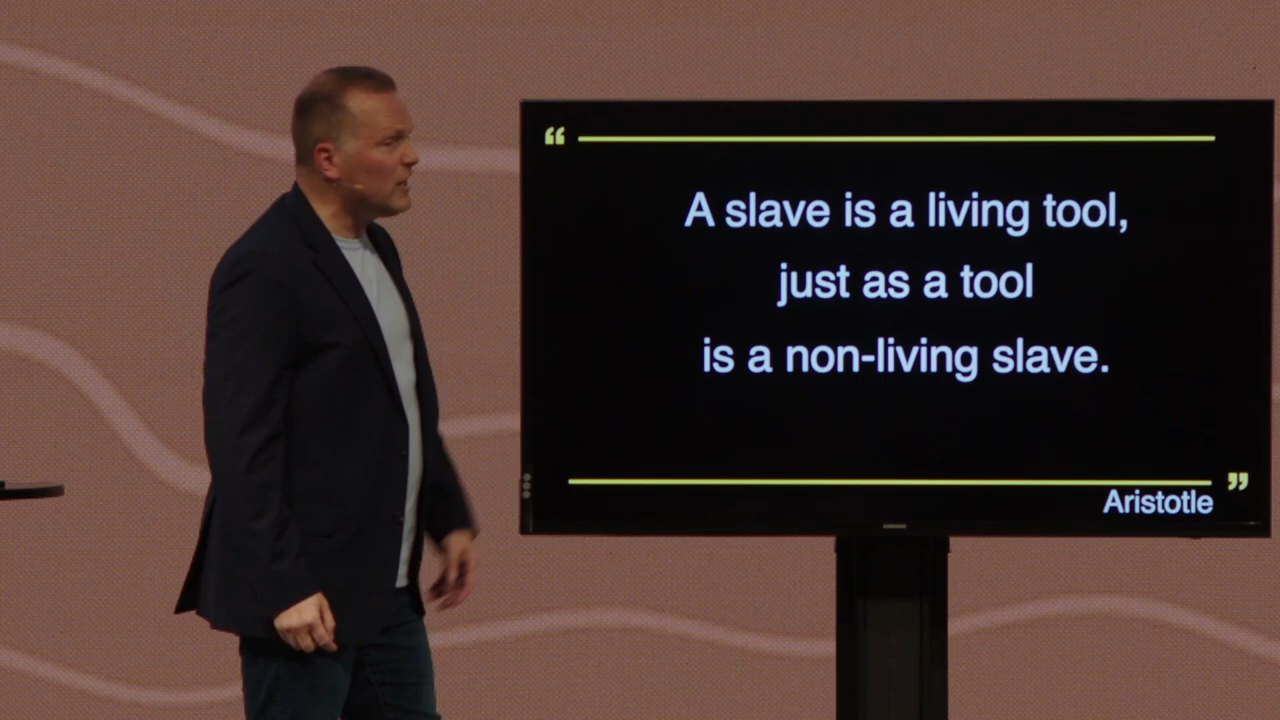 “
A slave is a living tool,
just as a tool
is a non-living slave.
”
Aristotle